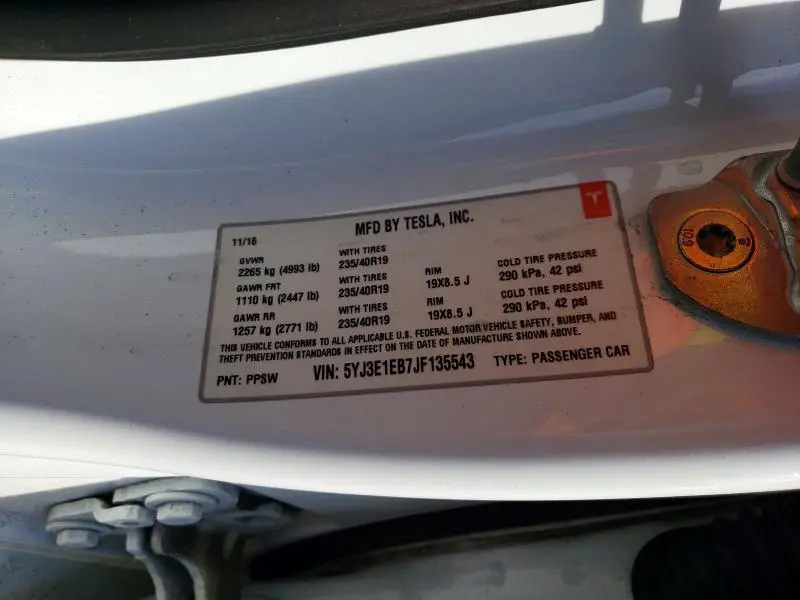 MFD BY TESLA, INC.
11/18
GVWR WITH TIRES
2265 kg (4993 lb) 235/40R19
GAWR FRT WITH TIRES RIM COLD TIRE PRESSURE
1110 kg (2447 lb) 235/40R19 19X8.5 J 290 kPa, 42 psi
GAWR RR WITH TIRES RIM COLD TIRE PRESSURE
1257 kg (2771 lb) 235/40R19 19X8.5 J 290 kPa, 42 psi
THIS VEHICLE CONFORMS TO ALL APPLICABLE U.S. FEDERAL MOTOR VEHICLE SAFETY, BUMPER, AND
THEFT PREVENTION STANDARDS IN EFFECT ON THE DATE OF MANUFACTURE SHOWN ABOVE.
PNT: PPSW VIN: 5YJ3E1EB7JF135543 TYPE: PASSENGER CAR
10.9